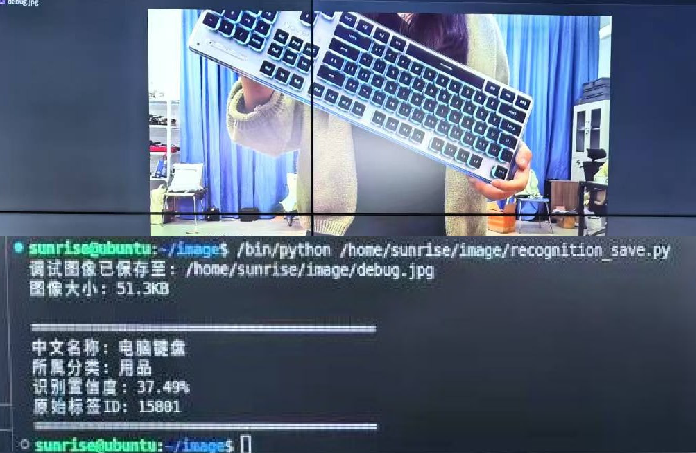 debug.jpg
sunrise@ubuntu:~/image$ /bin/python /home/sunrise/image/recognition_save.py
调试图像已保存至: /home/sunrise/image/debug.jpg
图像大小: 51.3KB
中文名称: 电脑键盘
所属分类: 用品
识别置信度: 37.49%
原始标签ID: 15801
sunrise@ubuntu:~/image$